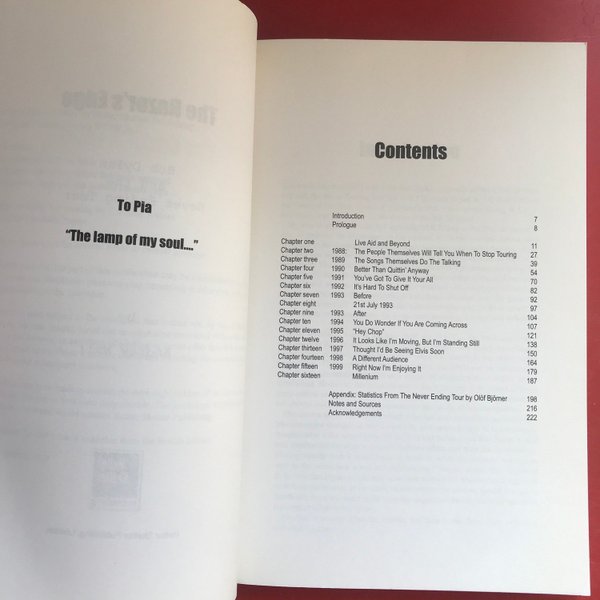 To Pia
“The lamp of my soul....”
Contents
Introduction 7
Prologue 8
Chapter one Live Aid and Beyond 11
Chapter two 1988: The People Themselves Will Tell You When To Stop Touring 27
Chapter three 1989 The Songs Themselves Do The Talking 39
Chapter four 1990 Better Than Quittin' Anyway 54
Chapter five 1991 You've Got To Give It Your All 70
Chapter six 1992 It's Hard To Shut Off 82
Chapter seven 1993 Before 92
Chapter eight 21st July 1993 97
Chapter nine 1993 After 104
Chapter ten 1994 You Do Wonder If You Are Coming Across 107
Chapter eleven 1995 “Hey Chop” 121
Chapter twelve 1996 It Looks Like I'm Moving, But I'm Standing Still 138
Chapter thirteen 1997 Thought I'd Be Seeing Elvis Soon 150
Chapter fourteen 1998 A Different Audience 164
Chapter fifteen 1999 Right Now I'm Enjoying It 179
Chapter sixteen Millenium 187
Appendix: Statistics From The Never Ending Tour by Olöf Björner 198
Notes and Sources 216
Acknowledgements 222